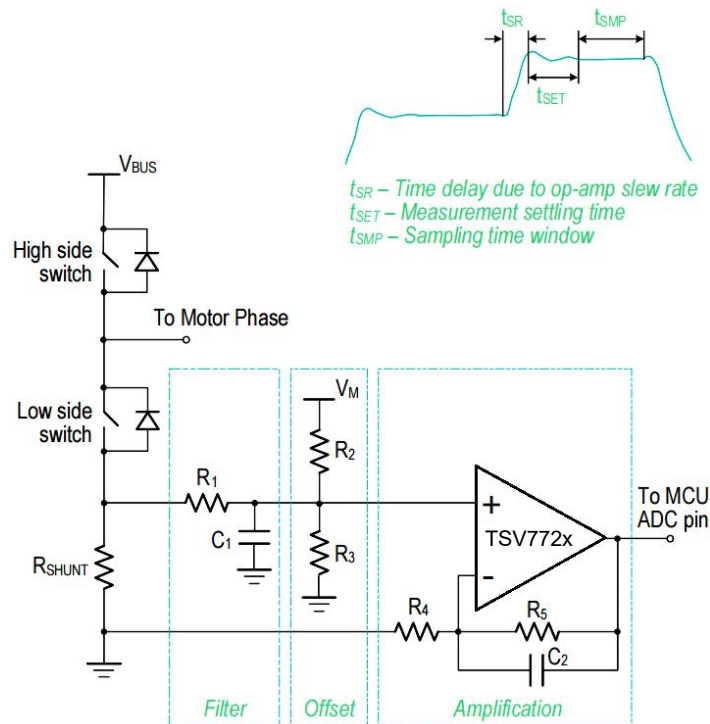 tSR
tSMP
tSET
tSR – Time delay due to op-amp slew rate
tSET – Measurement settling time
tSMP – Sampling time window
VBUS
High side
switch
To Motor Phase
Low side
switch
VM
R2
R1
C1
R3
+
-
TSV772x
To MCU
ADC pin
RSHUNT
R4
R5
C2
Filter
Offset
Amplification